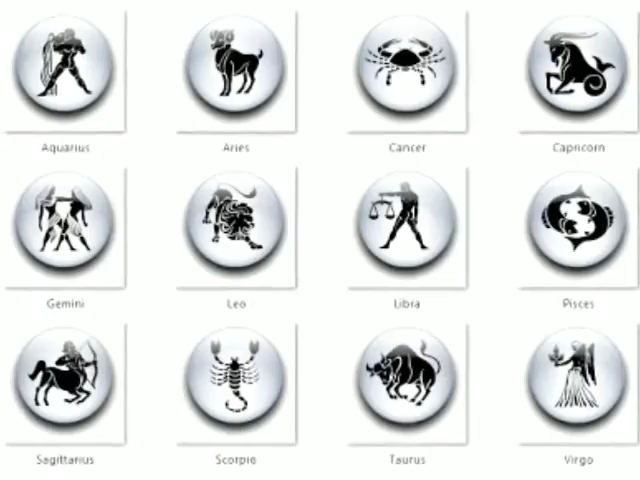 Aquarius
Aries
Cancer
Capricorn
Gemini
Leo
Libra
Pisces
Sagittarius
Scorpio
Taurus
Virgo